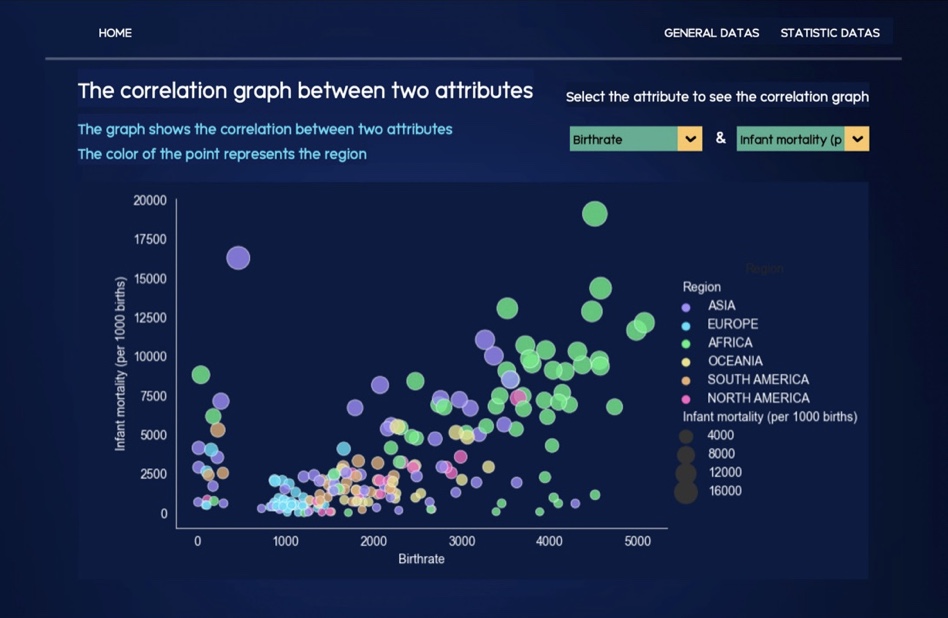 HOME
GENERAL DATAS
STATISTIC DATAS
The correlation graph between two attributes
Select the attribute to see the correlation graph
The graph shows the correlation between two attributes
The color of the point represents the region
Birthrate
&
Infant mortality (p
20000
17500
15000
12500
10000
7500
5000
2500
0
Infant mortality (per 1000 births)
0
1000
2000
3000
4000
5000
Birthrate
Region
Region
ASIA
EUROPE
AFRICA
OCEANIA
SOUTH AMERICA
NORTH AMERICA
Infant mortality (per 1000 births)
4000
8000
12000
16000